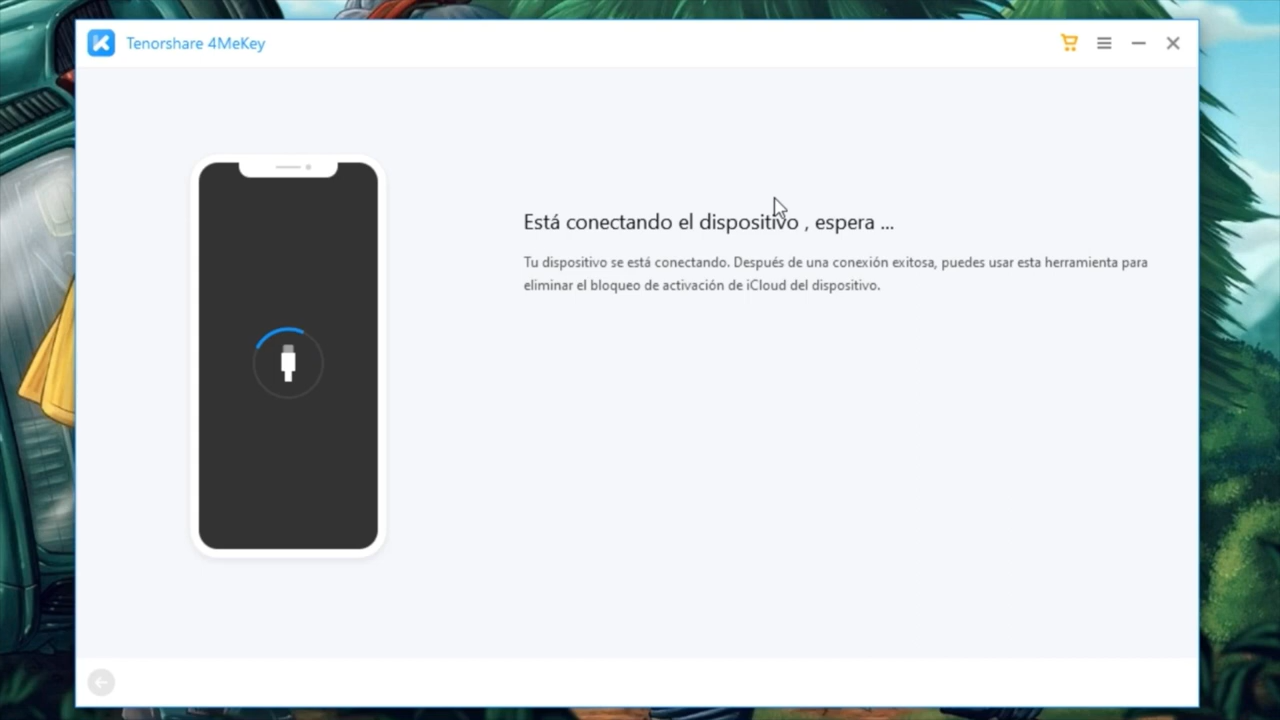 Tenorshare 4MeKey
Está conectando el dispositivo , espera ...
Tu dispositivo se está conectando. Después de una conexión exitosa, puedes usar esta herramienta para
eliminar el bloqueo de activación de iCloud del dispositivo.